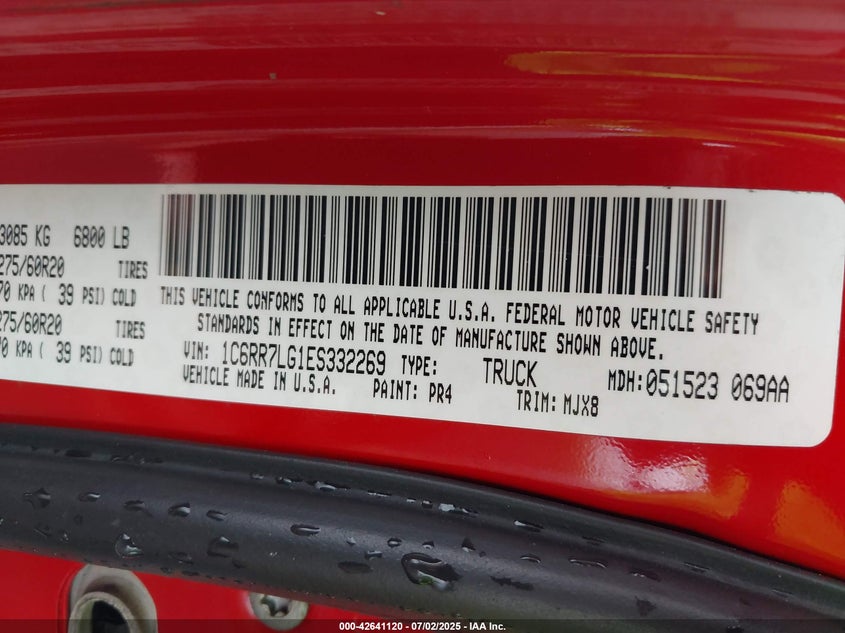 3085 KG 6800 LB
275/60R20 TIRES
70 KPA ( 39 PSI) COLD
275/60R20 TIRES
0 KPA ( 39 PSI) COLD
THIS VEHICLE CONFORMS TO ALL APPLICABLE U.S.A. FEDERAL MOTOR VEHICLE SAFETY
STANDARDS IN EFFECT ON THE DATE OF MANUFACTURE SHOWN ABOVE.
VIN: 1C6RR7LG1ES332269 TYPE: TRUCK MDH:051523 069AA
VEHICLE MADE IN U.S.A. PAINT: PR4 TRIM: MJX8
000-42641120 - 07/02/2025 - IAA Inc.